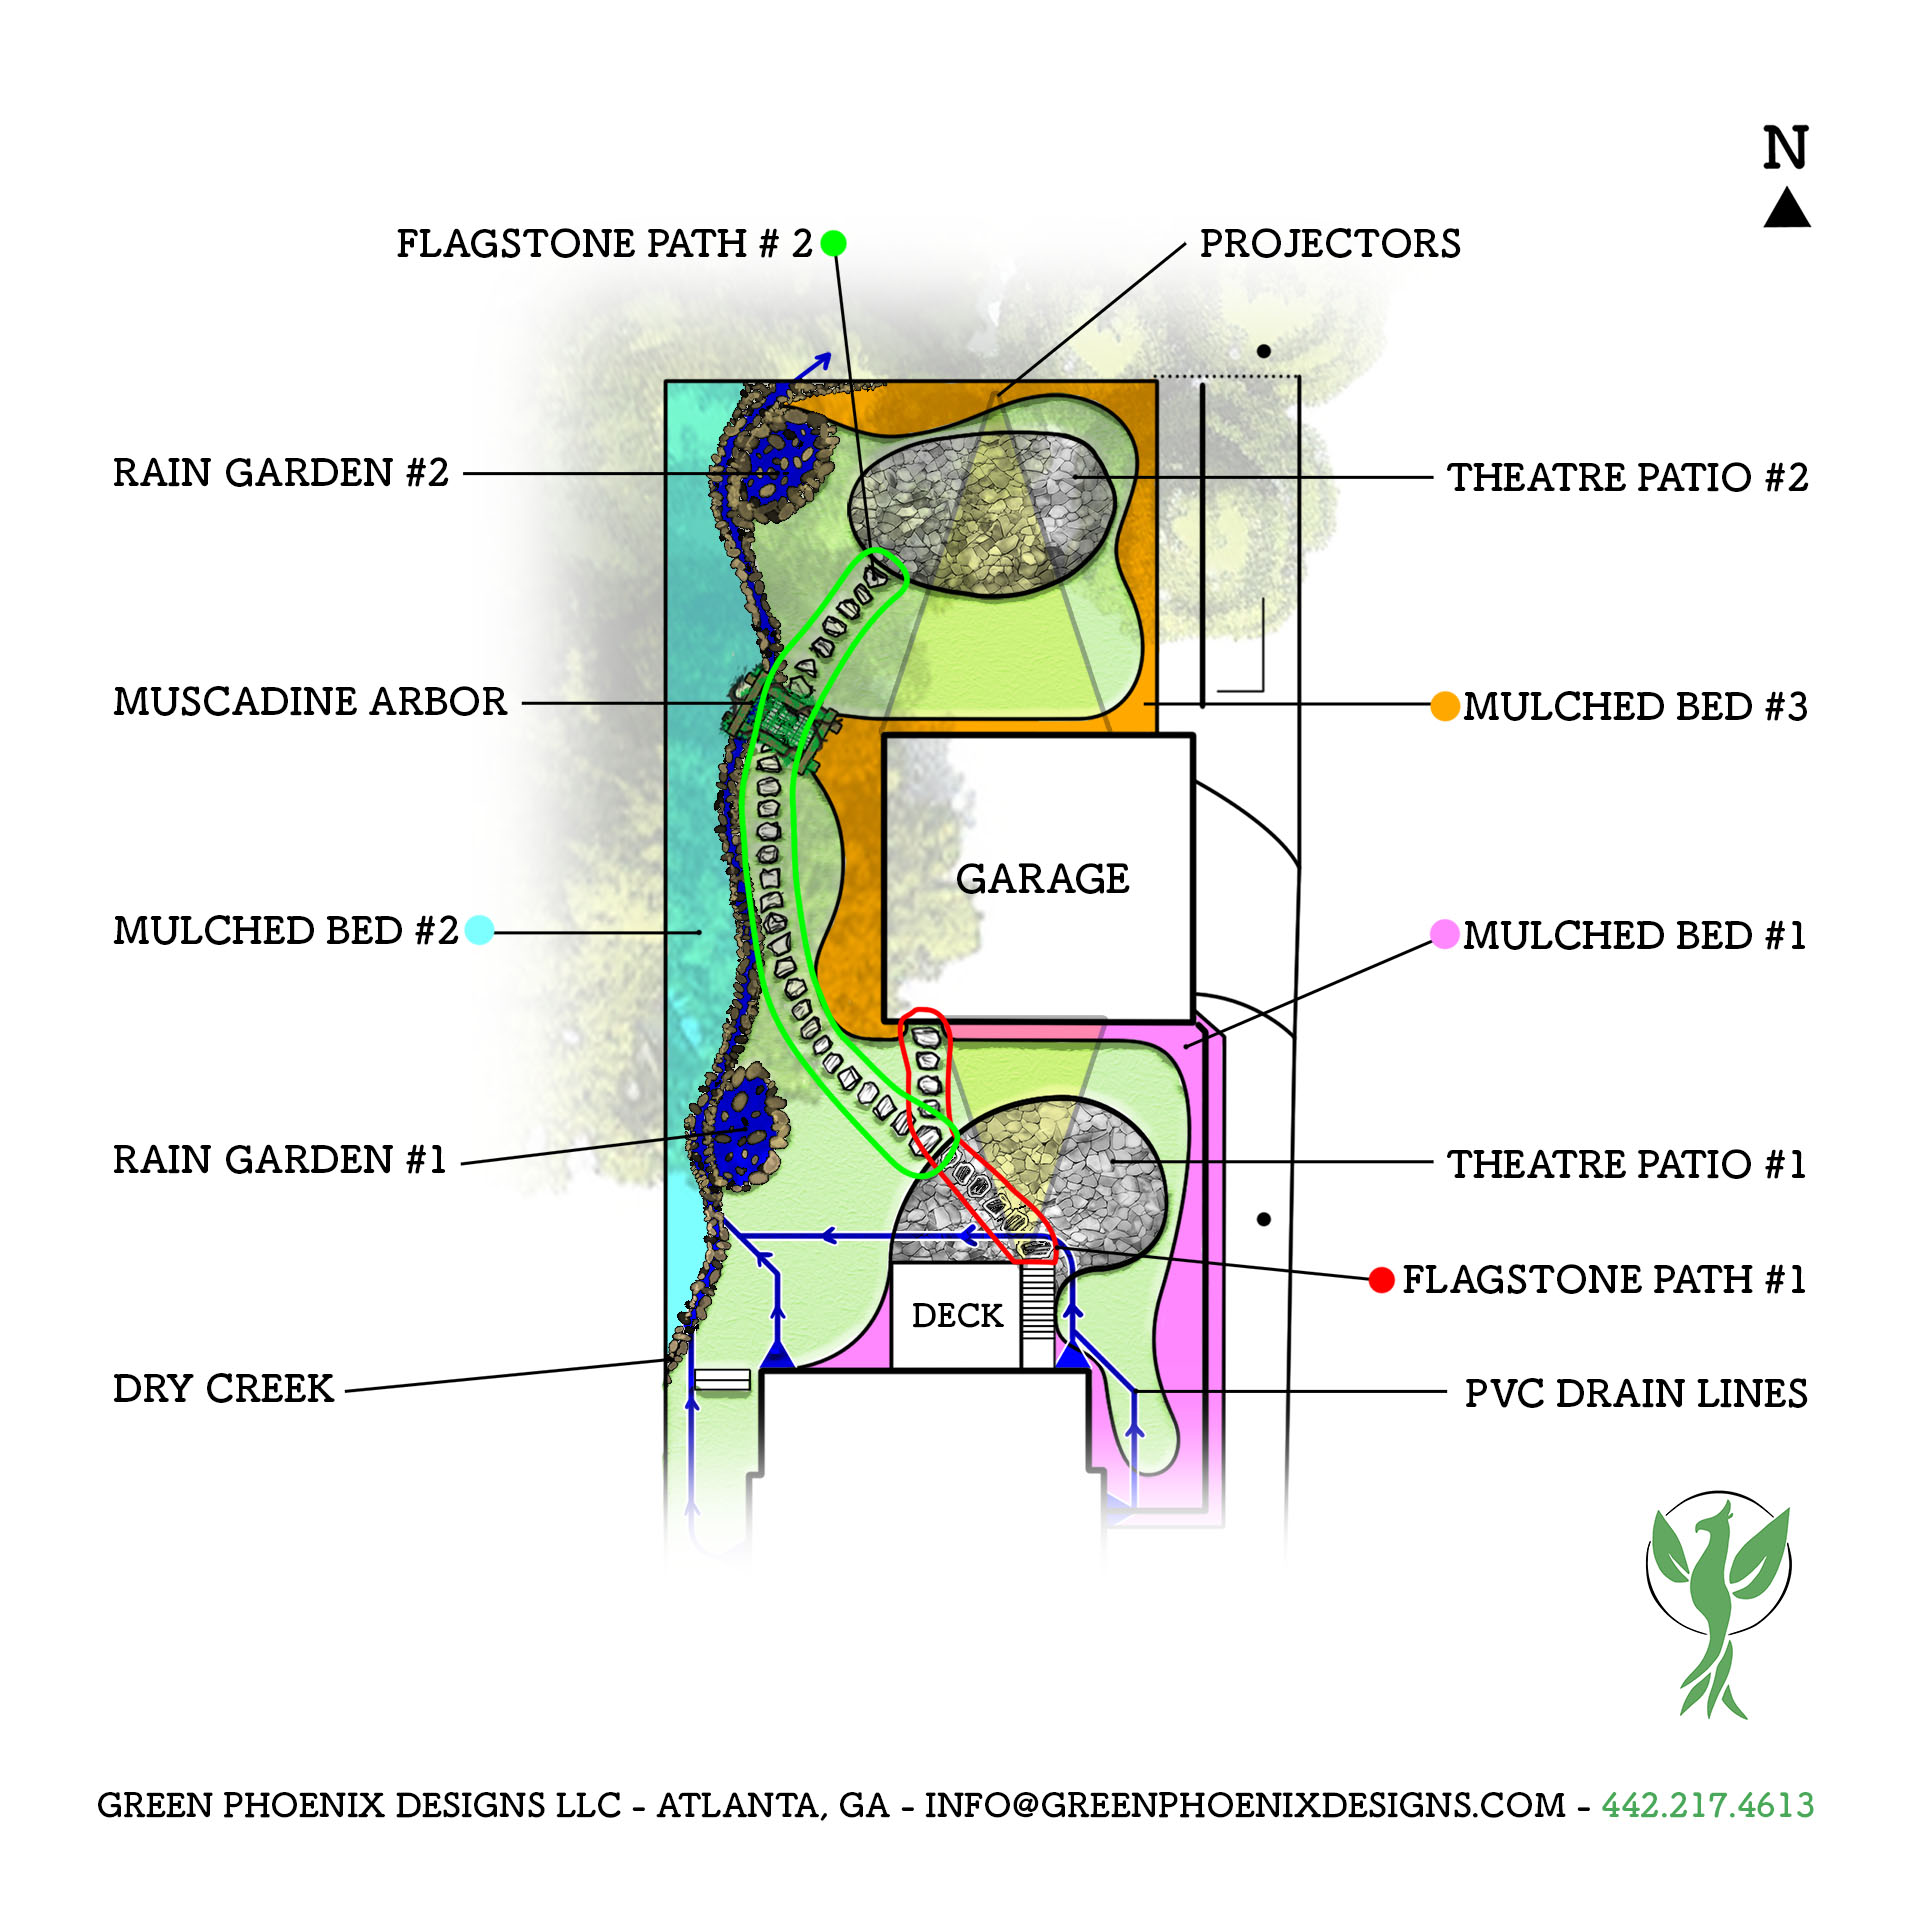 N
FLAGSTONE PATH # 2
PROJECTORS
RAIN GARDEN #2
THEATRE PATIO #2
MUSCADINE ARBOR
MULCHED BED #3
GARAGE
MULCHED BED #2
MULCHED BED #1
RAIN GARDEN #1
THEATRE PATIO #1
FLAGSTONE PATH #1
DECK
DRY CREEK
PVC DRAIN LINES
GREEN PHOENIX DESIGNS LLC - ATLANTA, GA - INFO@GREENPHOENIXDESIGNS.COM - 442.217.4613